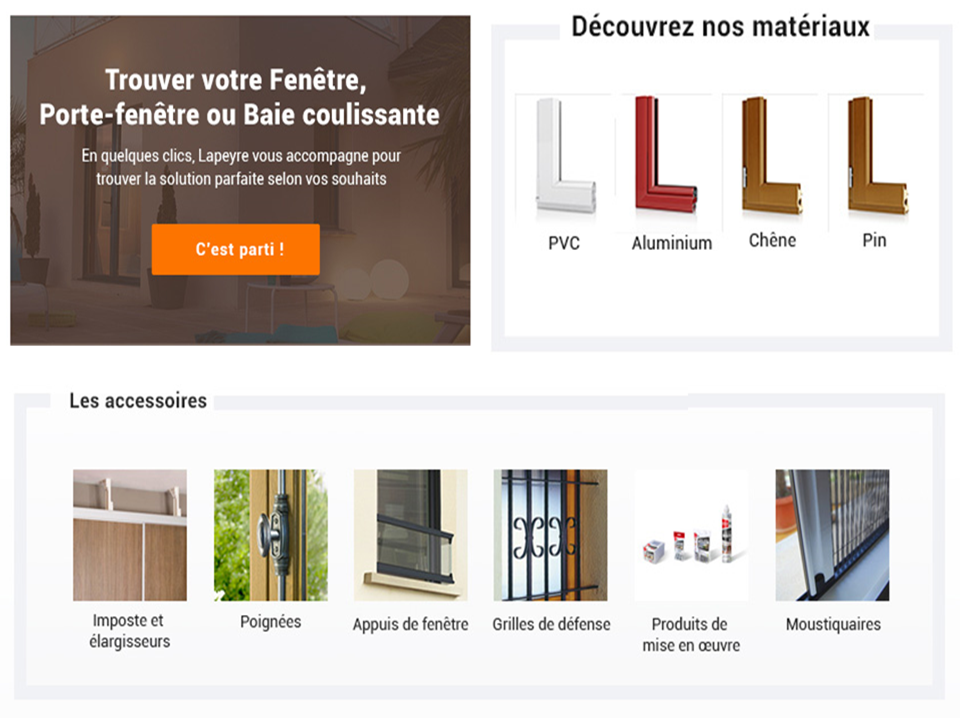 Trouver votre Fenêtre,
Porte-fenêtre ou Baie coulissante
En quelques clics, Lapeyre vous accompagne pour
trouver la solution parfaite selon vos souhaits
C'est parti !
Découvrez nos matériaux
PVC
Aluminium
Chêne
Pin
Les accessoires
Imposte et
élargisseurs
Poignées
Appuis de fenêtre
Grilles de défense
Produits de
mise en œuvre
Moustiquaires